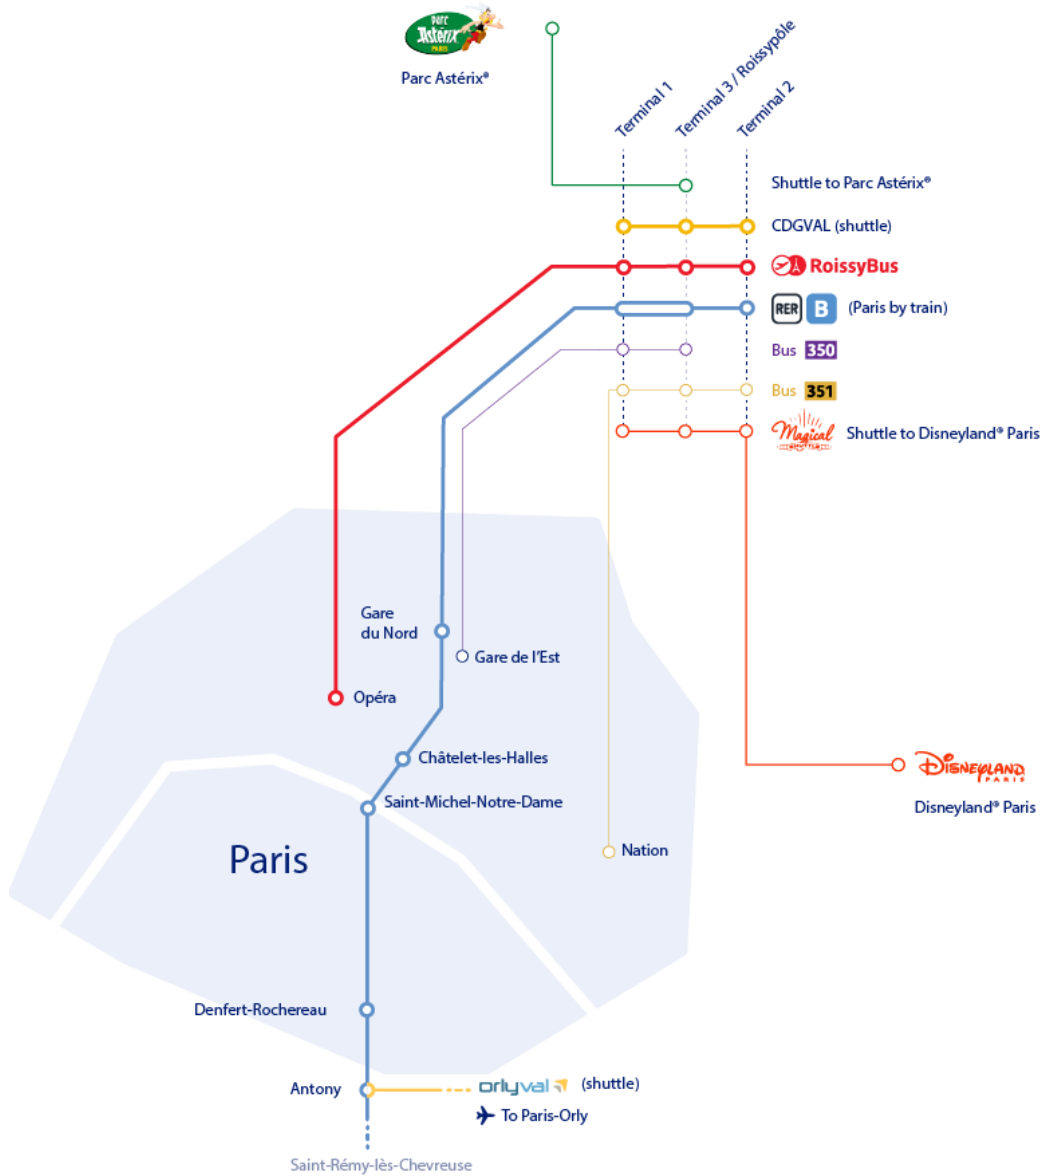 Parc
Astérix
PARIS
Parc Astérix®
Terminal 1
Terminal 3 / Roissypôle
Terminal 2
Shuttle to Parc Astérix®
CDGVAL (shuttle)
RoissyBus
RER B (Paris by train)
Bus 350
Bus 351
Magical
Shuttle to Disneyland® Paris
Gare
du Nord
Gare de l'Est
Opéra
Châtelet-les-Halles
Saint-Michel-Notre-Dame
DISNEYLAND
PARIS
Disneyland® Paris
Paris
Nation
Denfert-Rochereau
Antony
orlyval (shuttle)
To Paris-Orly
Saint-Rémy-lès-Chevreuse